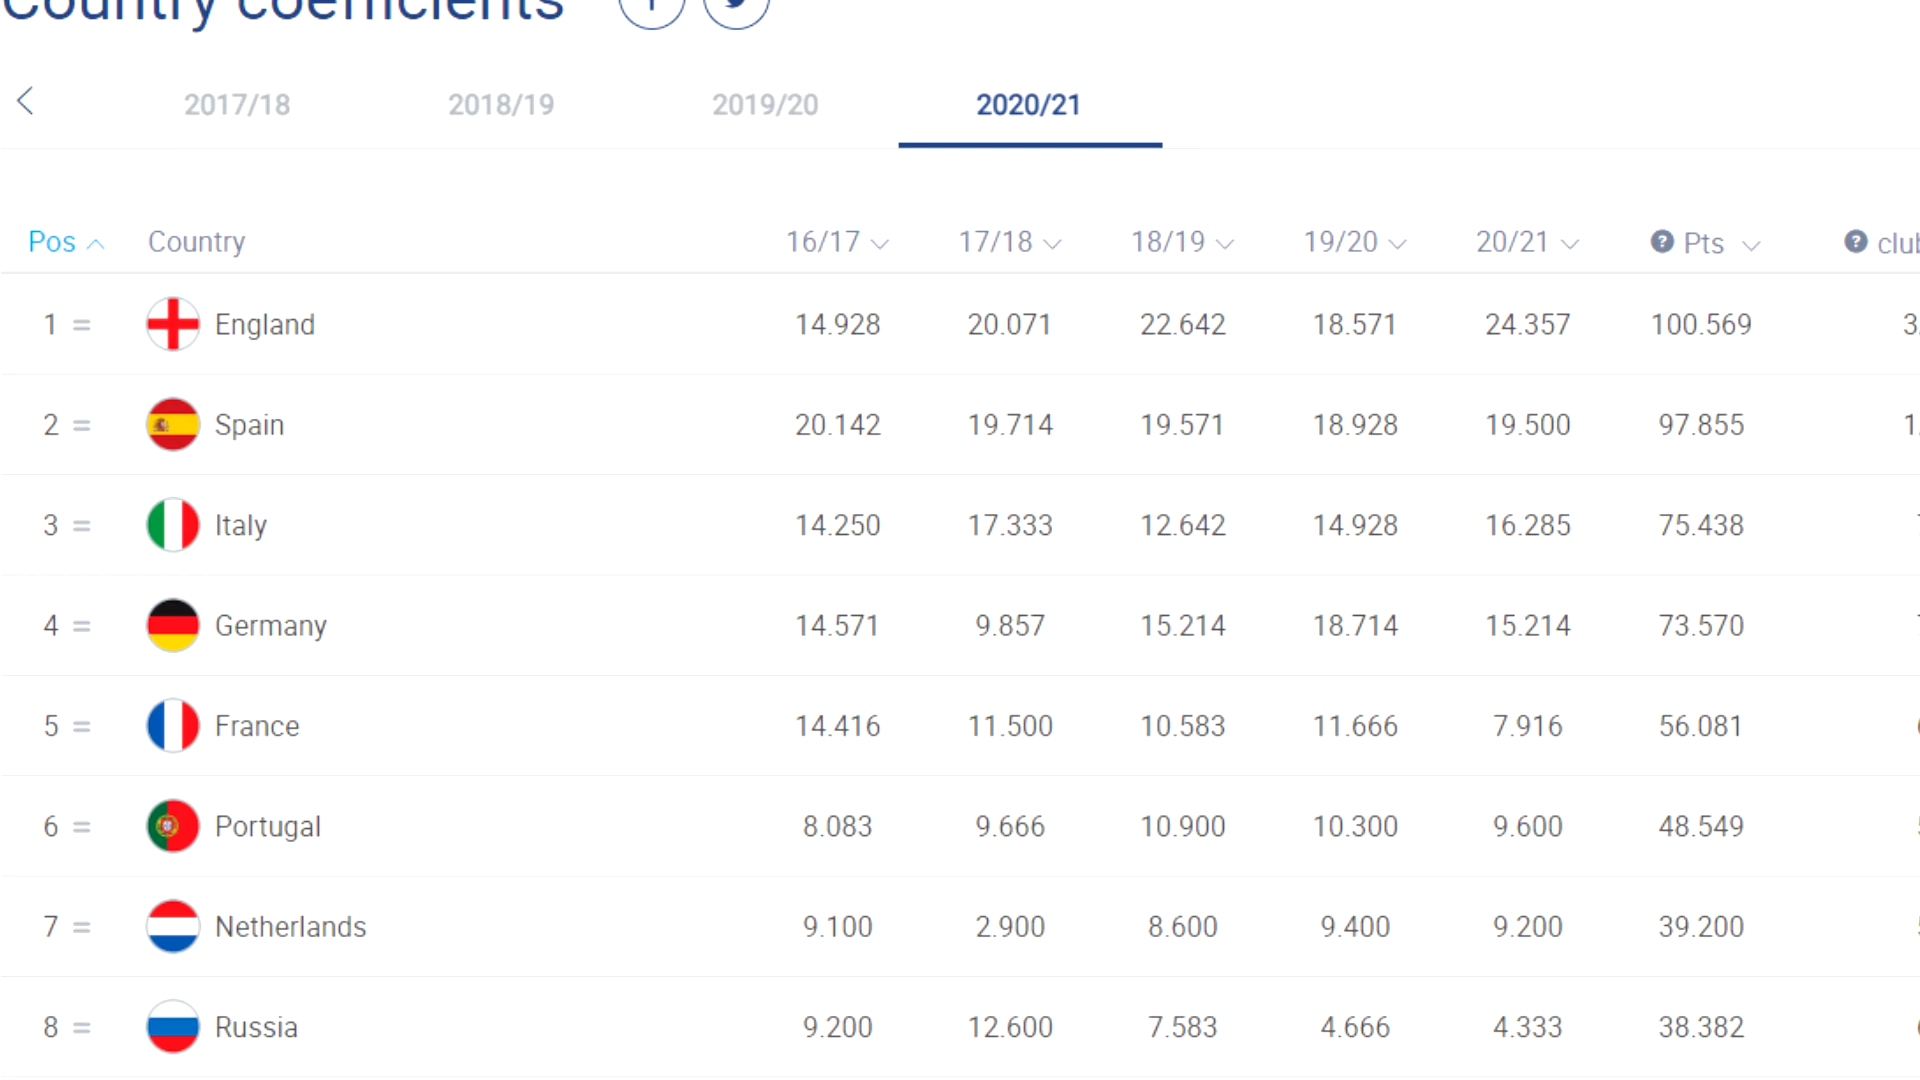 Country coefficients
2017/18 2018/19 2019/20 2020/21
Pos Country 16/17 17/18 18/19 19/20 20/21 ? Pts ? club
1 = England 14.928 20.071 22.642 18.571 24.357 100.569
2 = Spain 20.142 19.714 19.571 18.928 19.500 97.855
3 = Italy 14.250 17.333 12.642 14.928 16.285 75.438
4 = Germany 14.571 9.857 15.214 18.714 15.214 73.570
5 = France 14.416 11.500 10.583 11.666 7.916 56.081
6 = Portugal 8.083 9.666 10.900 10.300 9.600 48.549
7 = Netherlands 9.100 2.900 8.600 9.400 9.200 39.200
8 = Russia 9.200 12.600 7.583 4.666 4.333 38.382